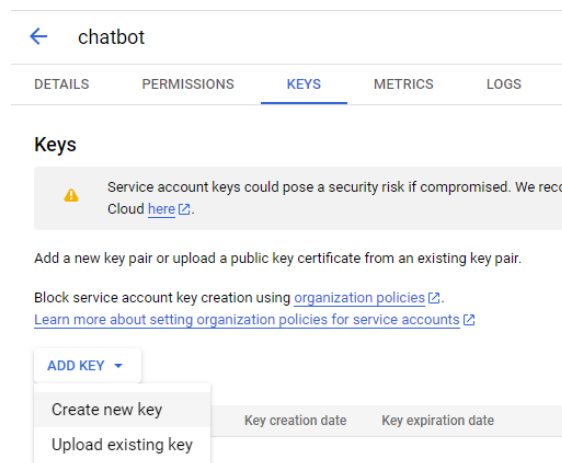 chatbot
DETAILS PERMISSIONS KEYS METRICS LOGS
Keys
Service account keys could pose a security risk if compromised. We
Cloud here.
Add a new key pair or upload a public key certificate from an existing key pair.
Block service account key creation using organization policies.
Learn more about setting organization policies for service accounts
ADD KEY
Create new key
Key creation date Key expiration date
Upload existing key